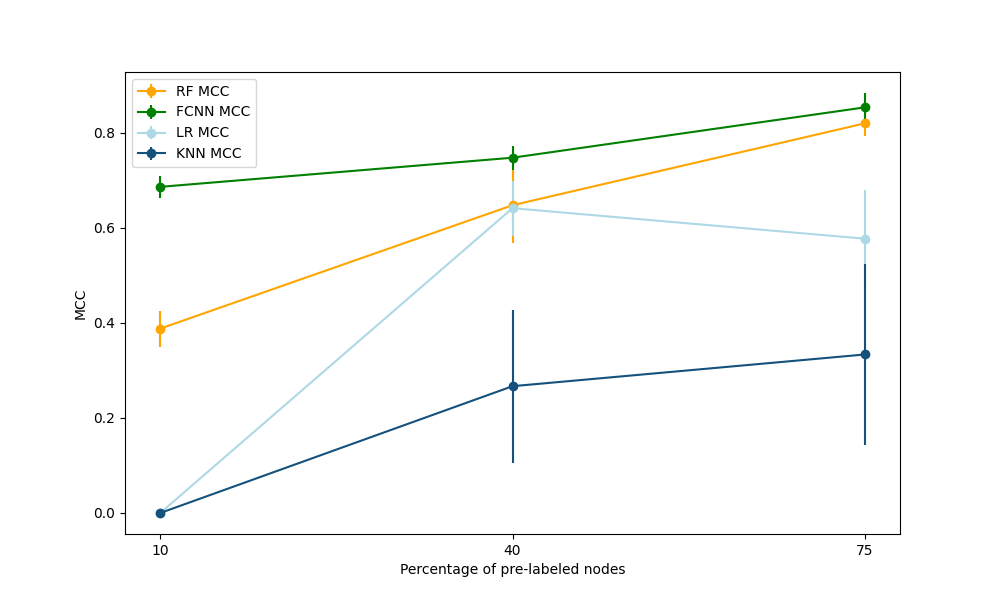 RF MCC
FCNN MCC
LR MCC
KNN MCC
MCC
0.8
0.6
0.4
0.2
0.0
10
40
75
Percentage of pre-labeled nodes